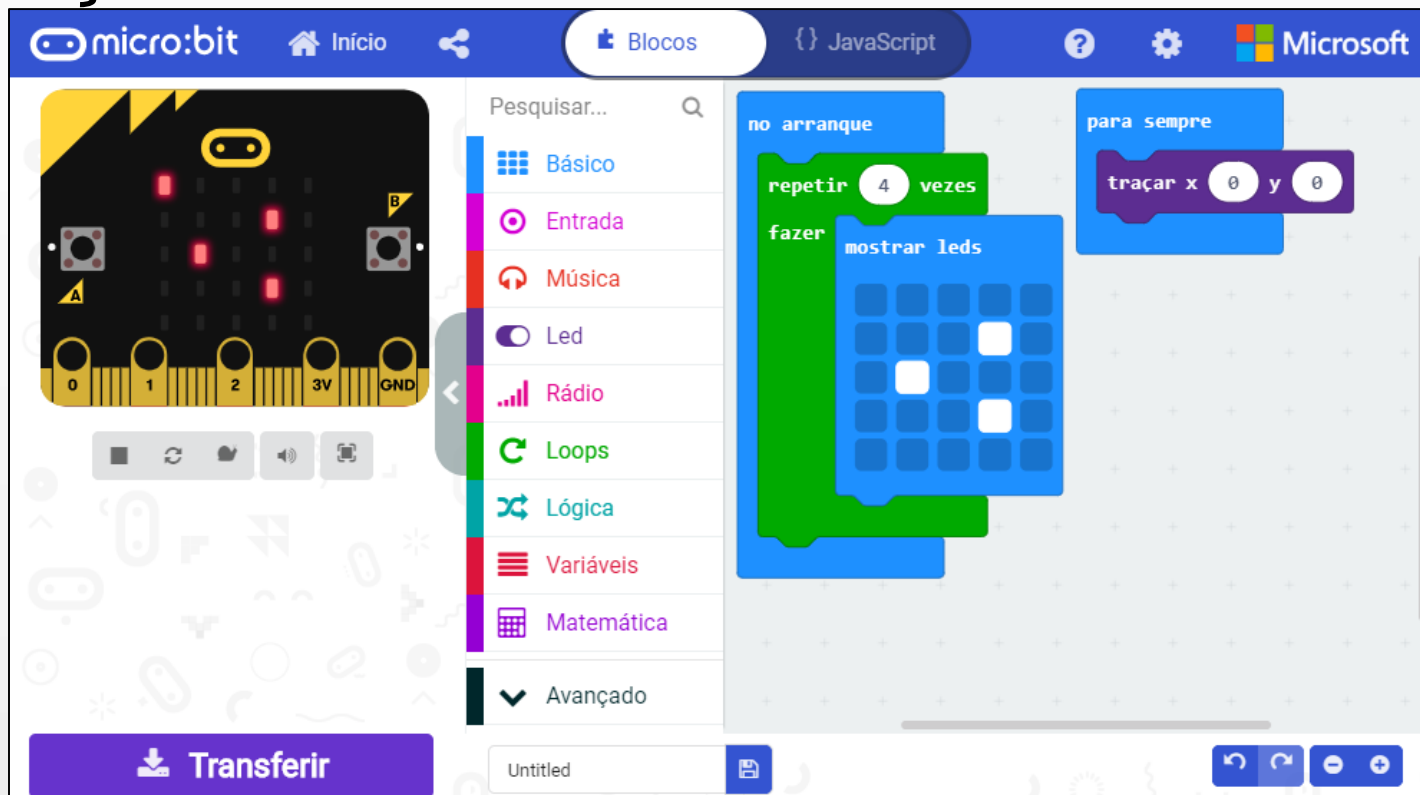 micro:bit
Início
Blocos
{} JavaScript
Microsoft
B
A
0 1 2 3V GND
Transferir
Pesquisar...
Básico
Entrada
Música
Led
Rádio
Loops
Lógica
Variáveis
Matemática
Avançado
Untitled
no arranque
repetir 4 vezes
fazer
mostrar leds
para sempre
traçar x 0 y 0